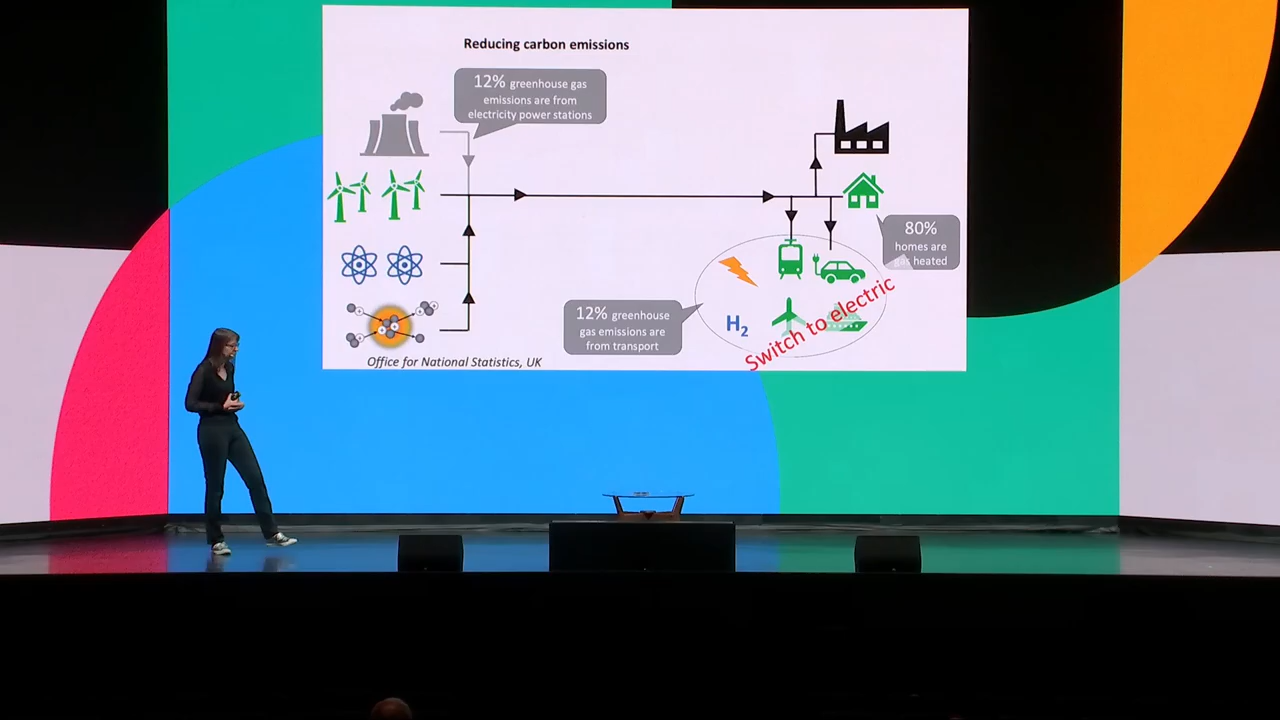 Reducing carbon emissions
12% greenhouse gas
emissions are from
electricity power stations
80%
homes are
gas heated
12% greenhouse
gas emissions are
from transport
H₂
Switch to electric
Office for National Statistics, UK